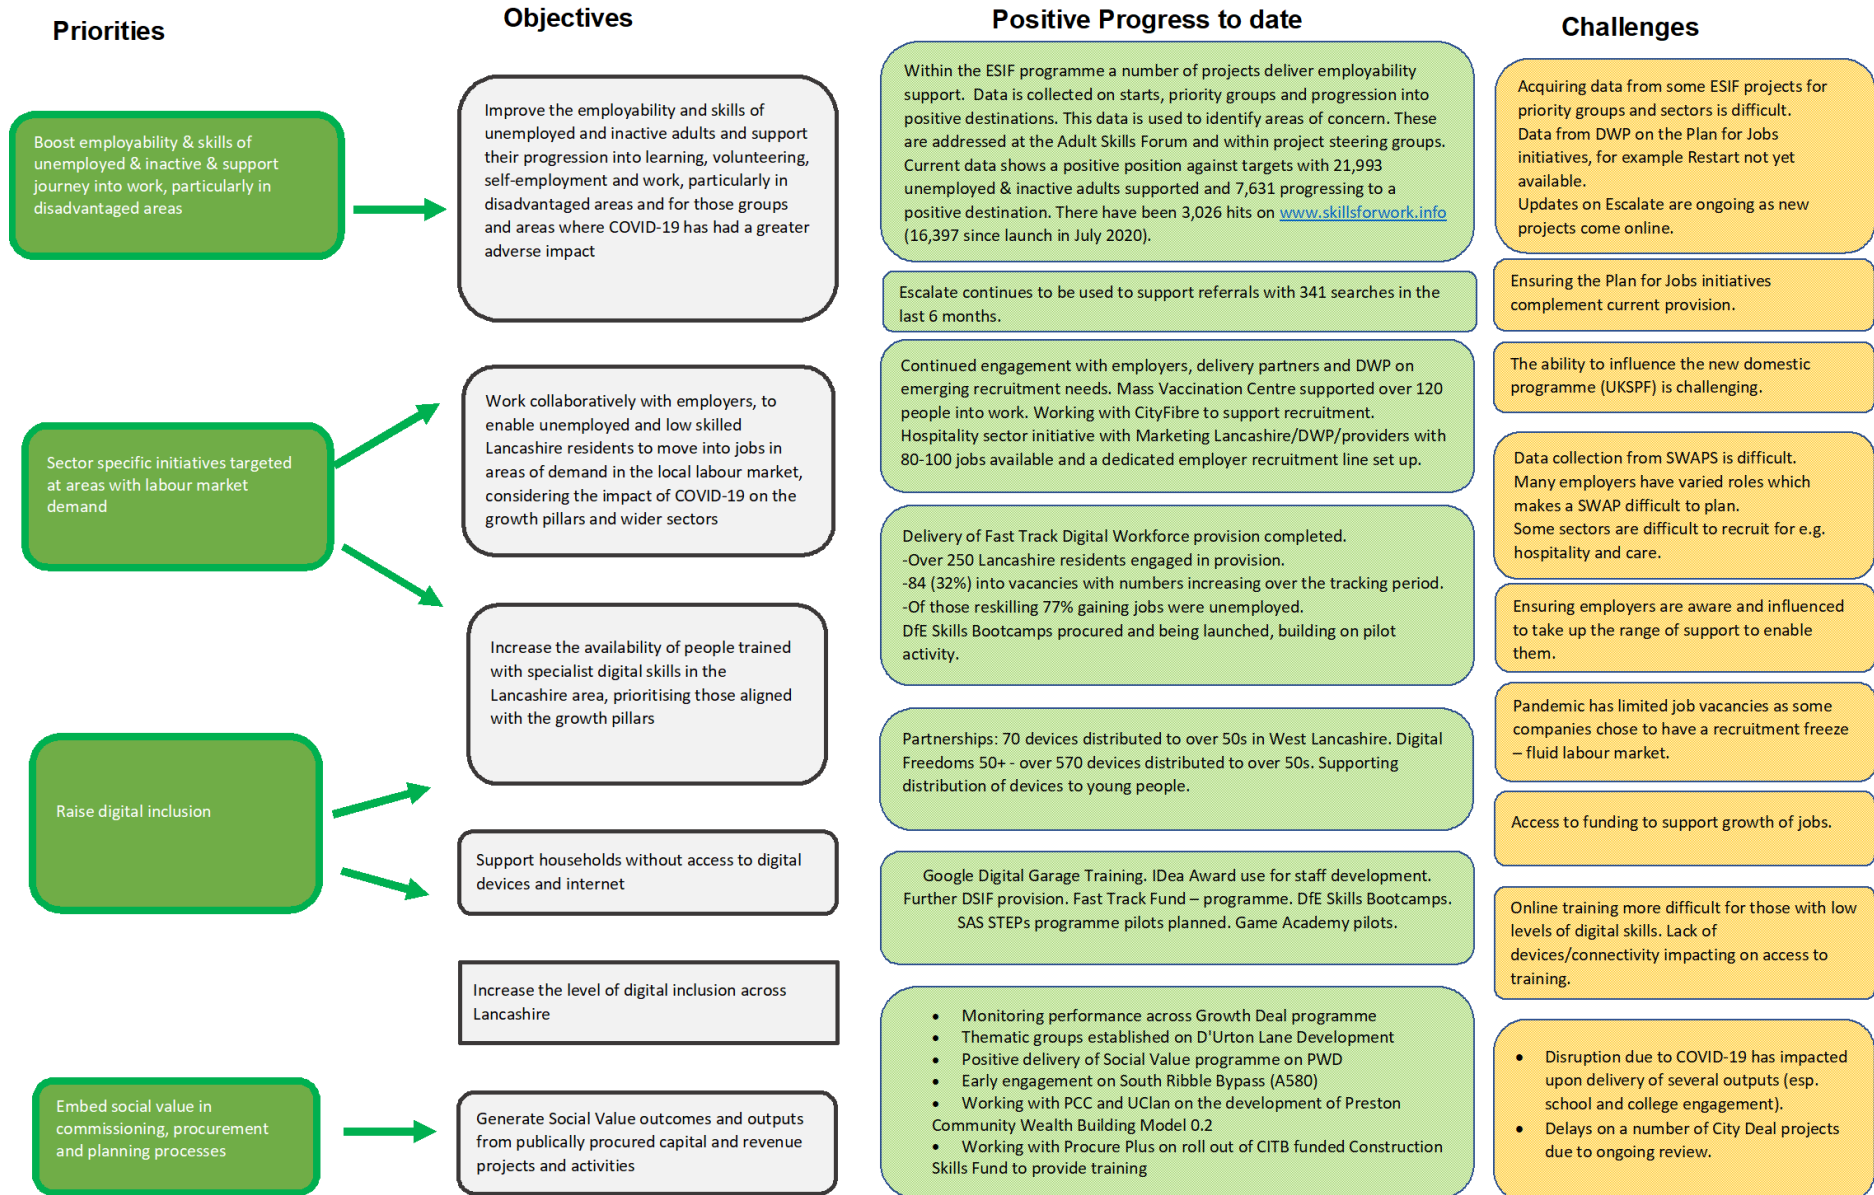 Priorities
Objectives
Positive Progress to date
Challenges
Boost employability & skills of
unemployed & inactive & support
journey into work, particularly in
disadvantaged areas
Sector specific initiatives targeted
at areas with labour market
demand
Raise digital inclusion
Embed social value in
commissioning, procurement
and planning processes
Improve the employability and skills of
unemployed and inactive adults and support
their progression into learning, volunteering,
self-employment and work, particularly in
disadvantaged areas and for those groups
and areas where COVID-19 has had a greater
adverse impact
Work collaboratively with employers, to
enable unemployed and low skilled
Lancashire residents to move into jobs in
areas of demand in the local labour market,
considering the impact of COVID-19 on the
growth pillars and wider sectors
Increase the availability of people trained
with specialist digital skills in the
Lancashire area, prioritising those aligned
with the growth pillars
Support households without access to digital
devices and internet
Increase the level of digital inclusion across
Lancashire
Generate Social Value outcomes and outputs
from publically procured capital and revenue
projects and activities
Within the ESIF programme a number of projects deliver employability
support.  Data is collected on starts, priority groups and progression into
positive destinations. This data is used to identify areas of concern. These
are addressed at the Adult Skills Forum and within project steering groups.
Current data shows a positive position against targets with 21,993
unemployed & inactive adults supported and 7,631 progressing to a
positive destination. There have been 3,026 hits on www.skillsforwork.info
(16,397 since launch in July 2020).
Escalate continues to be used to support referrals with 341 searches in the
last 6 months.
Continued engagement with employers, delivery partners and DWP on
emerging recruitment needs. Mass Vaccination Centre supported over 120
people into work. Working with CityFibre to support recruitment.
Hospitality sector initiative with Marketing Lancashire/DWP/providers with
80-100 jobs available and a dedicated employer recruitment line set up.
Delivery of Fast Track Digital Workforce provision completed.
-Over 250 Lancashire residents engaged in provision.
-84 (32%) into vacancies with numbers increasing over the tracking period.
-Of those reskilling 77% gaining jobs were unemployed.
DfE Skills Bootcamps procured and being launched, building on pilot
activity.
Partnerships: 70 devices distributed to over 50s in West Lancashire. Digital
Freedoms 50+ - over 570 devices distributed to over 50s. Supporting
distribution of devices to young people.
Google Digital Garage Training. IDea Award use for staff development.
Further DSIF provision. Fast Track Fund – programme. DfE Skills Bootcamps.
SAS STEPs programme pilots planned. Game Academy pilots.
• Monitoring performance across Growth Deal programme
• Thematic groups established on D'Urton Lane Development
• Positive delivery of Social Value programme on PWD
• Early engagement on South Ribble Bypass (A580)
• Working with PCC and UClan on the development of Preston
Community Wealth Building Model 0.2
• Working with Procure Plus on roll out of CITB funded Construction
Skills Fund to provide training
Acquiring data from some ESIF projects for
priority groups and sectors is difficult.
Data from DWP on the Plan for Jobs
initiatives, for example Restart not yet
available.
Updates on Escalate are ongoing as new
projects come online.
Ensuring the Plan for Jobs initiatives
complement current provision.
The ability to influence the new domestic
programme (UKSPF) is challenging.
Data collection from SWAPS is difficult.
Many employers have varied roles which
makes a SWAP difficult to plan.
Some sectors are difficult to recruit for e.g.
hospitality and care.
Ensuring employers are aware and influenced
to take up the range of support to enable
them.
Pandemic has limited job vacancies as some
companies chose to have a recruitment freeze
– fluid labour market.
Access to funding to support growth of jobs.
Online training more difficult for those with low
levels of digital skills. Lack of
devices/connectivity impacting on access to
training.
• Disruption due to COVID-19 has impacted
upon delivery of several outputs (esp.
school and college engagement).
• Delays on a number of City Deal projects
due to ongoing review.